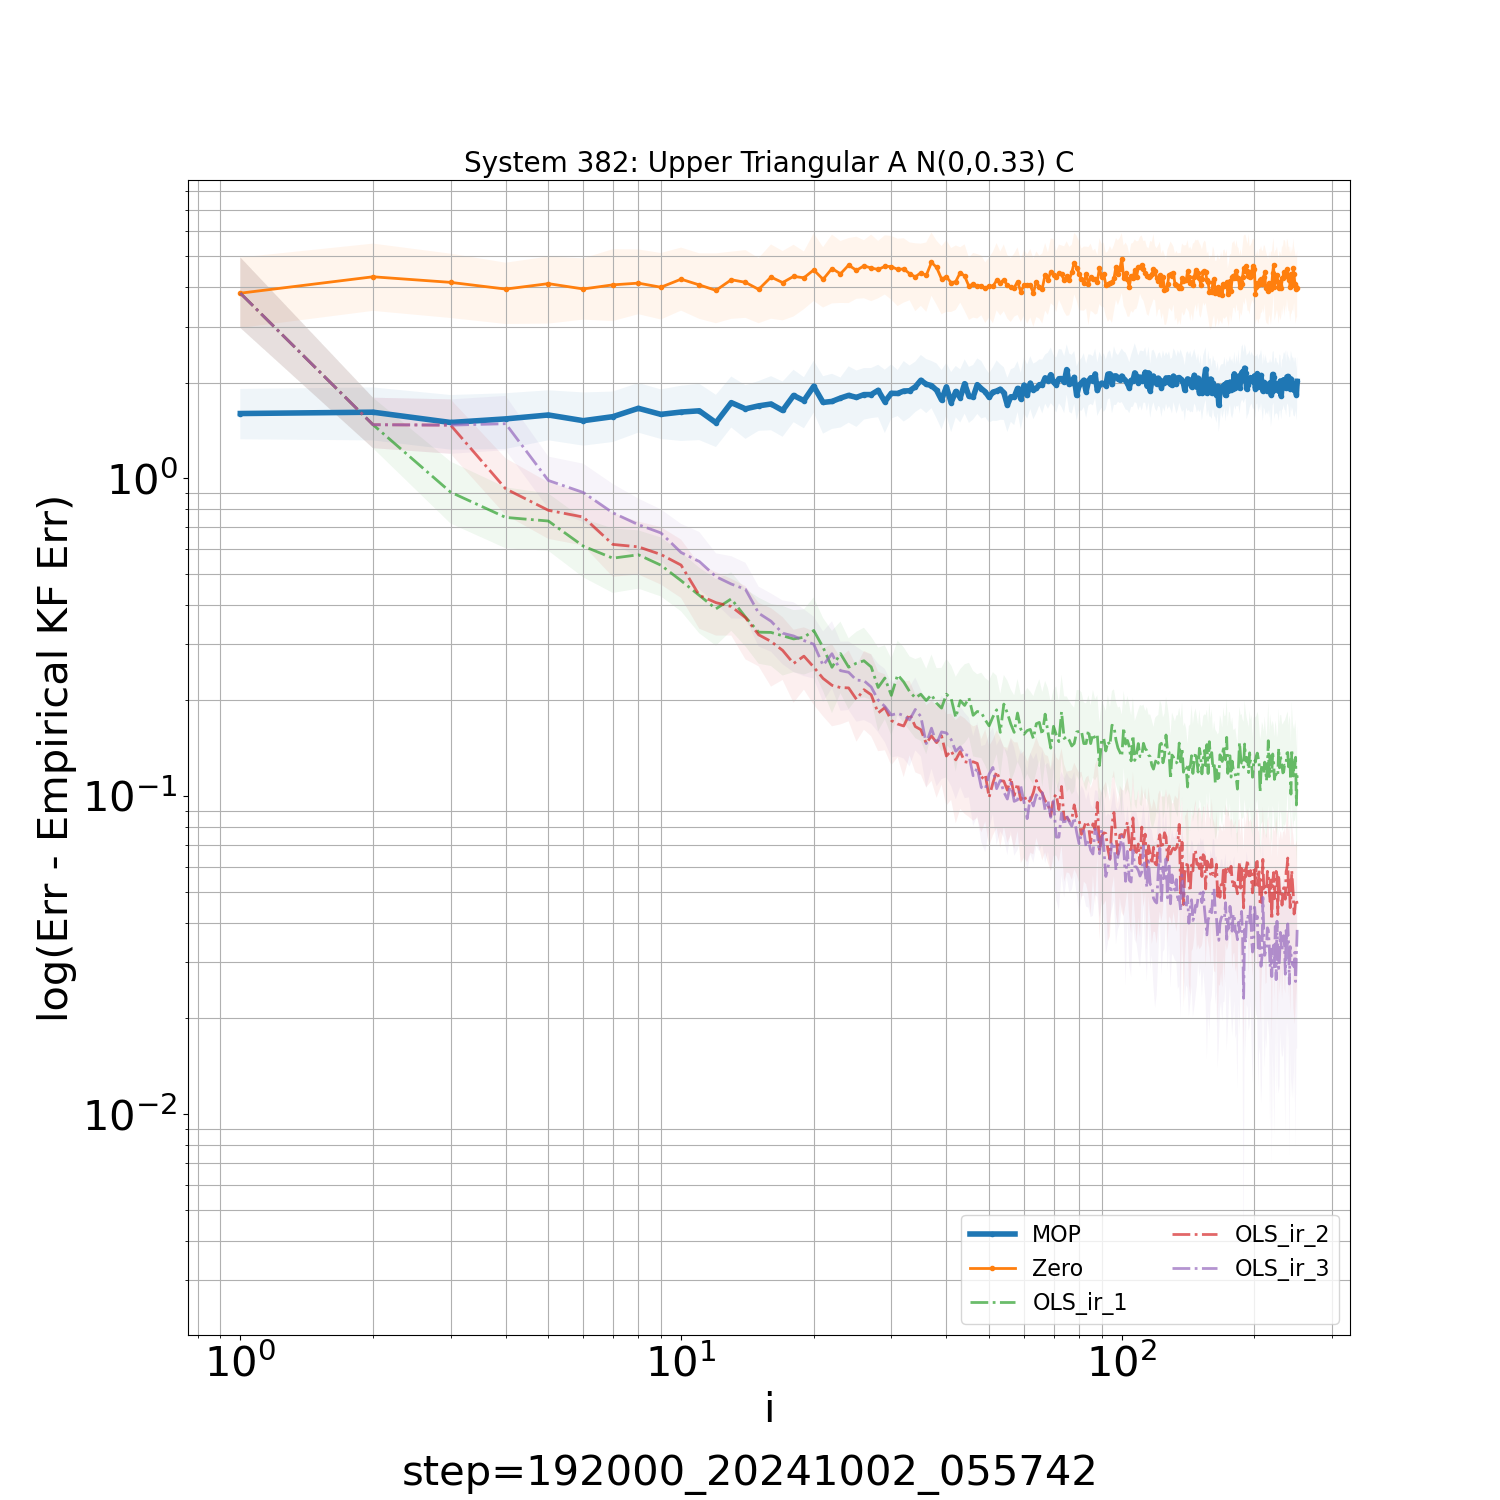 System 382: Upper Triangular A N(0,0.33) C
log(Err - Empirical KF Err)
10^0
10^-1
10^-2
MOP
Zero
OLS_ir_1
OLS_ir_2
OLS_ir_3
10^0 10^1 10^2
i
step=192000_20241002_055742